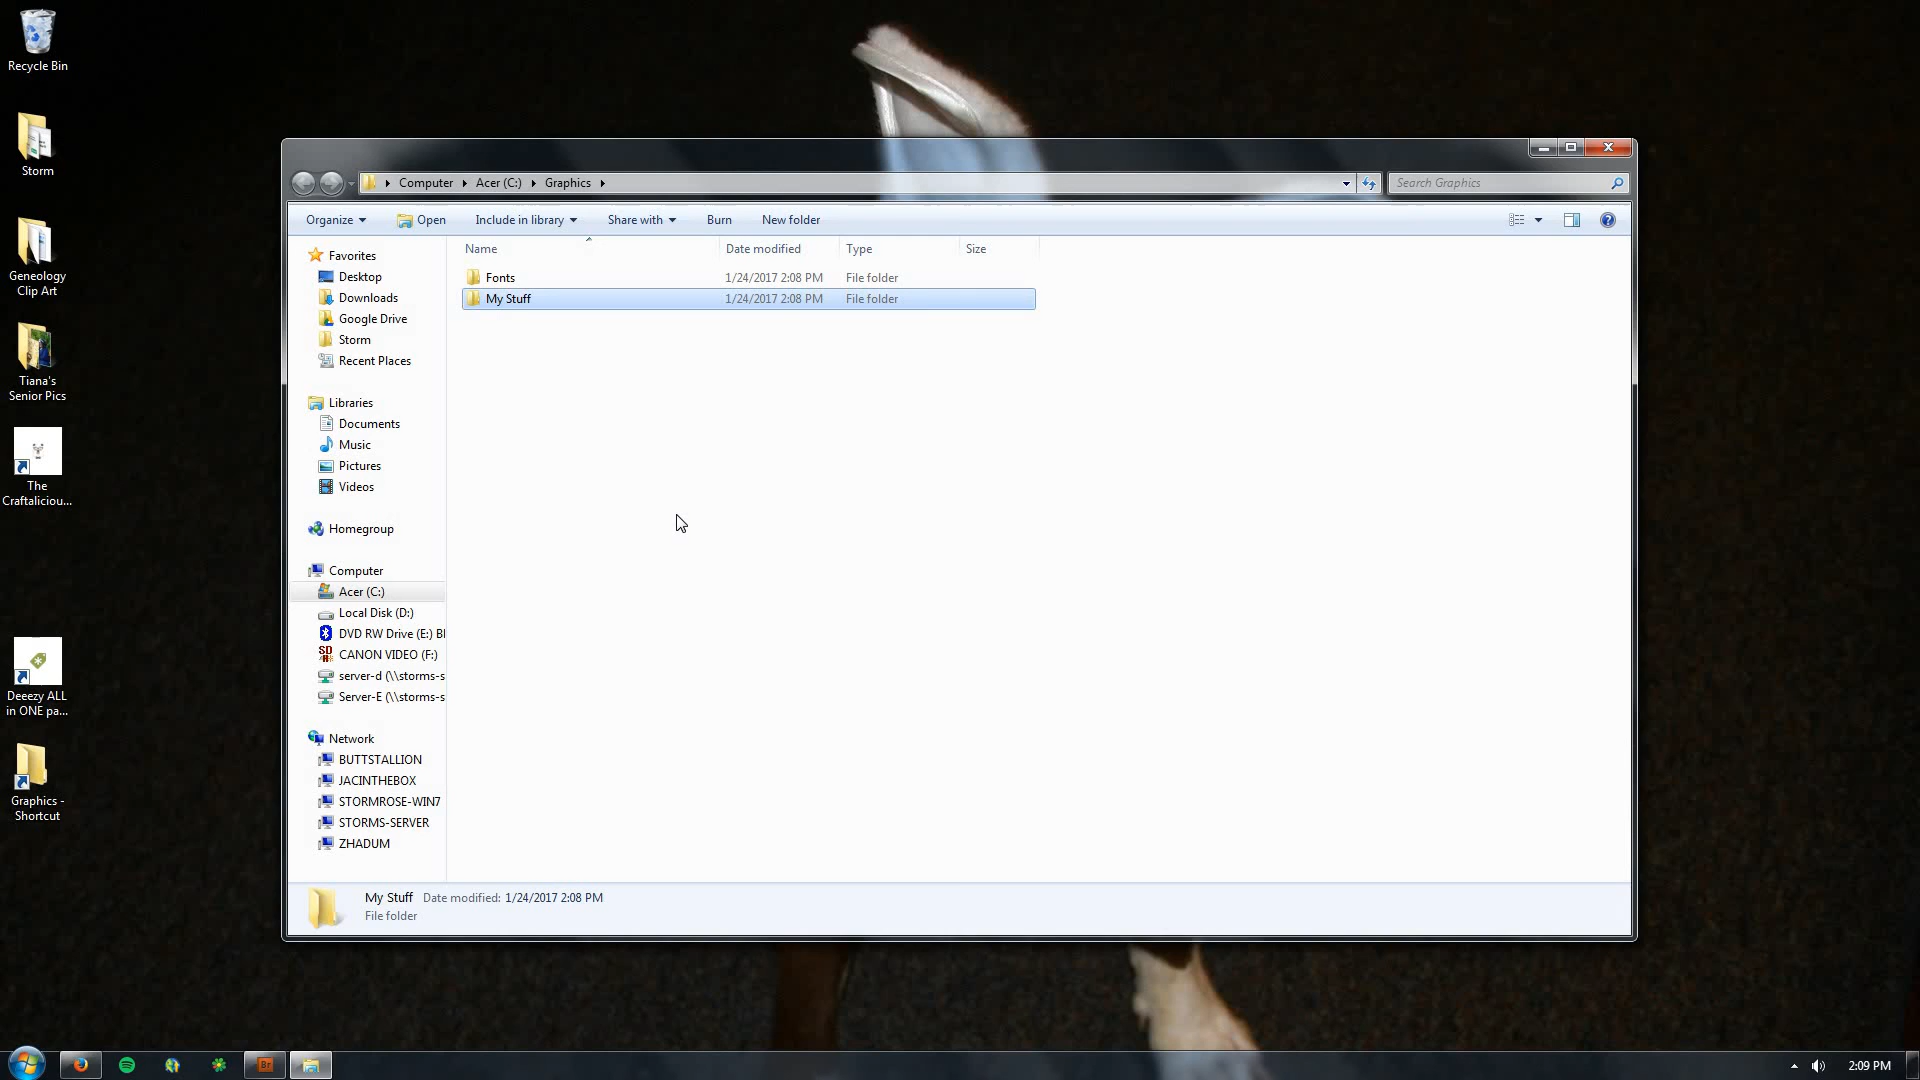 Recycle Bin
Storm
Geneology
Clip Art
Tiana's
Senior Pics
The
Craftaliciou...
Deeezy ALL
in ONE pa...
Graphics -
Shortcut
Computer Acer (C:) Graphics
Search Graphics
Organize Open Include in library Share with Burn New folder
Name Date modified Type Size
Fonts 1/24/2017 2:08 PM File folder
My Stuff 1/24/2017 2:08 PM File folder
Favorites
Desktop
Downloads
Google Drive
Storm
Recent Places
Libraries
Documents
Music
Pictures
Videos
Homegroup
Computer
Acer (C:)
Local Disk (D:)
DVD RW Drive (E:) Bl
SD CANON VIDEO (F:)
server-d (\\storms-s
Server-E (\\storms-s
Network
BUTTSTALLION
JACINTHEBOX
STORMROSE-WIN7
STORMS-SERVER
ZHADUM
My Stuff Date modified: 1/24/2017 2:08 PM
File folder
Br
2:09 PM